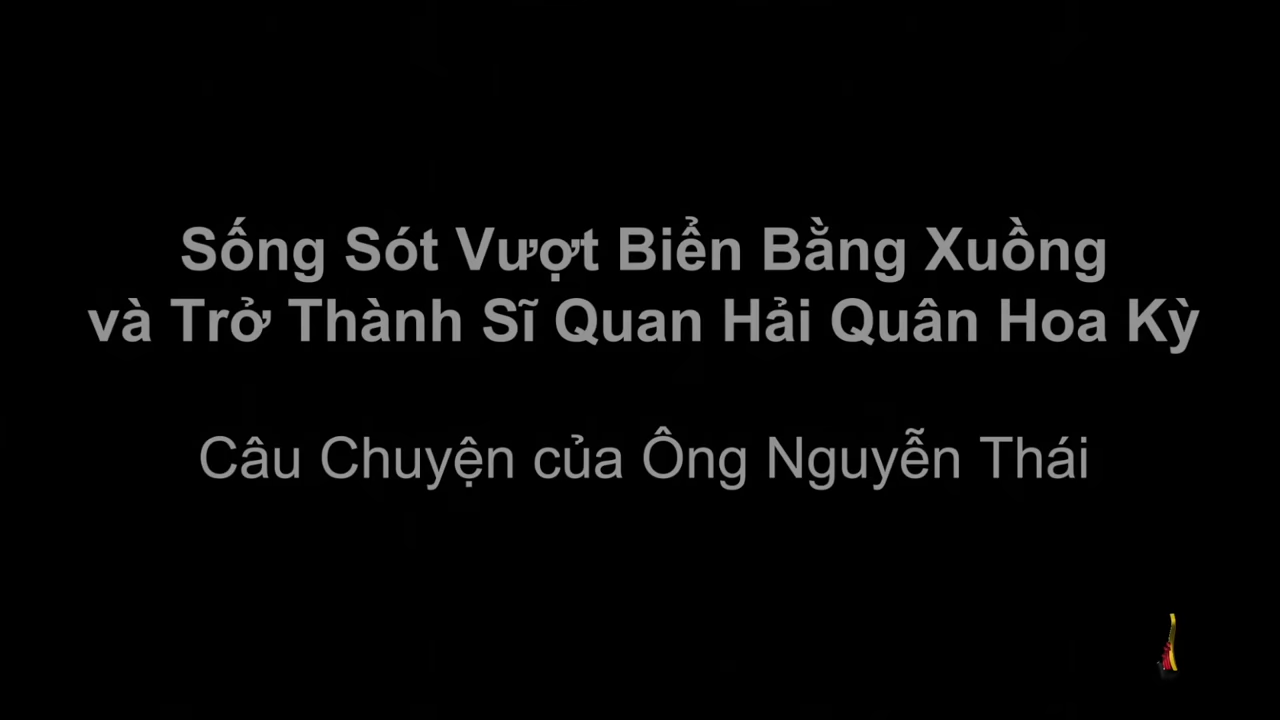 Sống Sót Vượt Biển Bằng Xuồng
và Trở Thành Sĩ Quan Hải Quân Hoa Kỳ
Câu Chuyện của Ông Nguyễn Thái